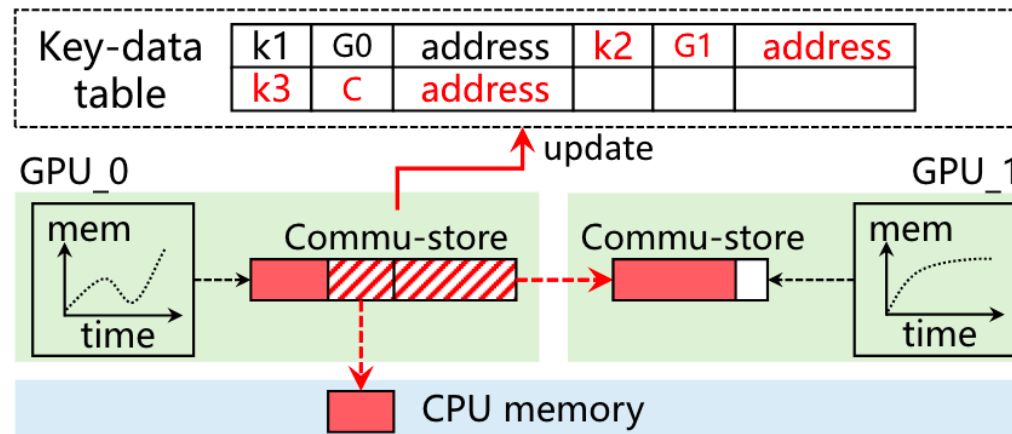 Key-data table
k1 G0 address k2 G1 address
k3 C address
update
GPU_0
GPU_1
mem
time
Commu-store
Commu-store
mem
time
CPU memory